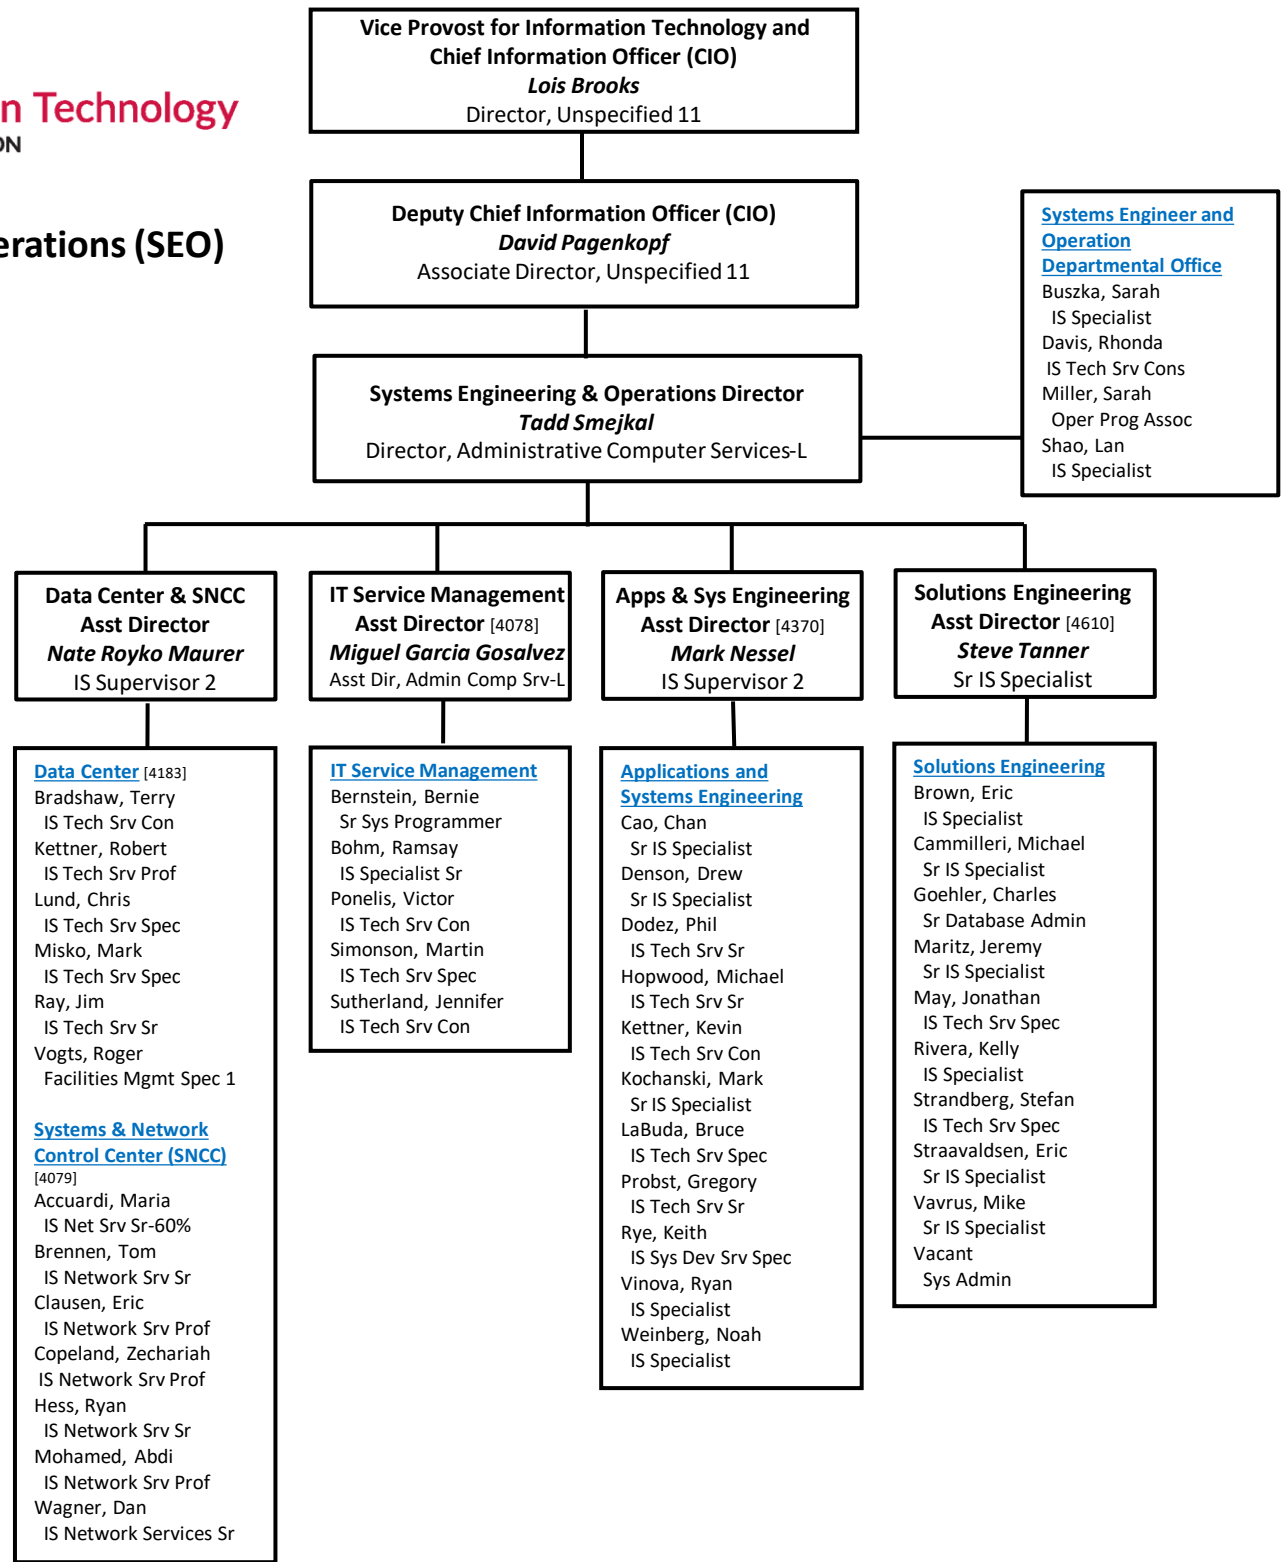 Vice Provost for Information Technology and
Chief Information Officer (CIO)
Lois Brooks
Director, Unspecified 11
n Technology
ON
erations (SEO)
Deputy Chief Information Officer (CIO)
David Pagenkopf
Associate Director, Unspecified 11
Systems Engineer and
Operation
Departmental Office
Buszka, Sarah
IS Specialist
Davis, Rhonda
IS Tech Srv Cons
Miller, Sarah
Oper Prog Assoc
Shao, Lan
IS Specialist
Systems Engineering & Operations Director
Tadd Smejkal
Director, Administrative Computer Services-L
Data Center & SNCC
Asst Director
Nate Royko Maurer
IS Supervisor 2
IT Service Management
Asst Director [4078]
Miguel Garcia Gosalvez
Asst Dir, Admin Comp Srv-L
Apps & Sys Engineering
Asst Director [4370]
Mark Nessel
IS Supervisor 2
Solutions Engineering
Asst Director [4610]
Steve Tanner
Sr IS Specialist
Data Center [4183]
Bradshaw, Terry
IS Tech Srv Con
Kettner, Robert
IS Tech Srv Prof
Lund, Chris
IS Tech Srv Spec
Misko, Mark
IS Tech Srv Spec
Ray, Jim
IS Tech Srv Sr
Vogts, Roger
Facilities Mgmt Spec 1
Systems & Network
Control Center (SNCC)
[4079]
Accuardi, Maria
IS Net Srv Sr-60%
Brennen, Tom
IS Network Srv Sr
Clausen, Eric
IS Network Srv Prof
Copeland, Zechariah
IS Network Srv Prof
Hess, Ryan
IS Network Srv Sr
Mohamed, Abdi
IS Network Srv Prof
Wagner, Dan
IS Network Services Sr
IT Service Management
Bernstein, Bernie
Sr Sys Programmer
Bohm, Ramsay
IS Specialist Sr
Ponelis, Victor
IS Tech Srv Con
Simonson, Martin
IS Tech Srv Spec
Sutherland, Jennifer
IS Tech Srv Con
Applications and
Systems Engineering
Cao, Chan
Sr IS Specialist
Denson, Drew
Sr IS Specialist
Dodez, Phil
IS Tech Srv Sr
Hopwood, Michael
IS Tech Srv Sr
Kettner, Kevin
IS Tech Srv Con
Kochanski, Mark
Sr IS Specialist
LaBuda, Bruce
IS Tech Srv Spec
Probst, Gregory
IS Tech Srv Sr
Rye, Keith
IS Sys Dev Srv Spec
Vinova, Ryan
IS Specialist
Weinberg, Noah
IS Specialist
Solutions Engineering
Brown, Eric
IS Specialist
Cammilleri, Michael
Sr IS Specialist
Goehler, Charles
Sr Database Admin
Maritz, Jeremy
Sr IS Specialist
May, Jonathan
IS Tech Srv Spec
Rivera, Kelly
IS Specialist
Strandberg, Stefan
IS Tech Srv Spec
Straavaldsen, Eric
Sr IS Specialist
Vavrus, Mike
Sr IS Specialist
Vacant
Sys Admin